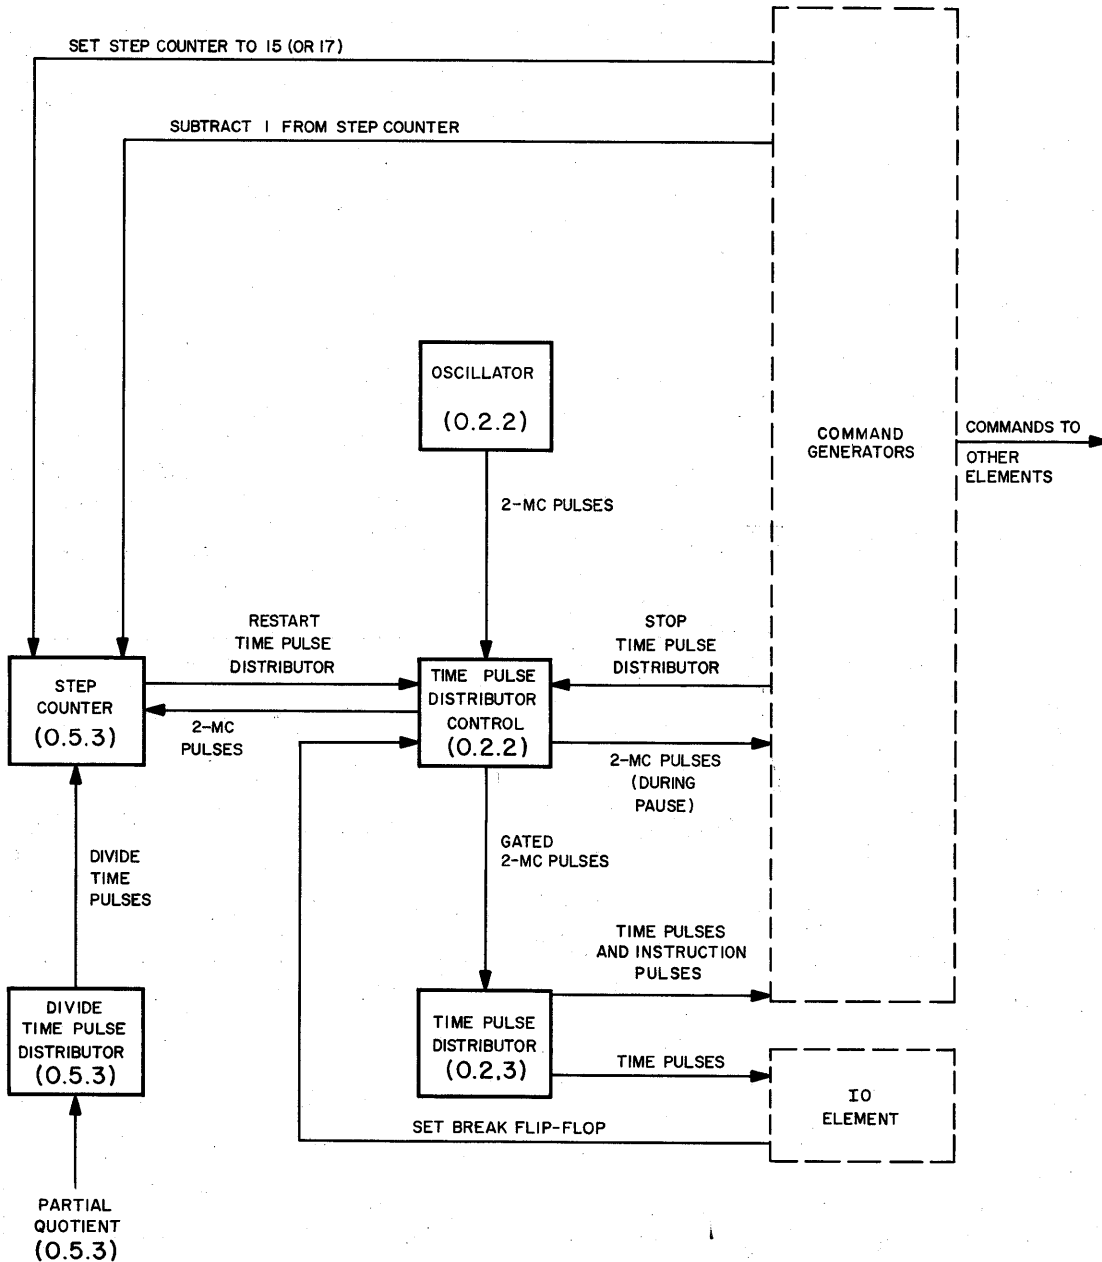 SET STEP COUNTER TO 15 (OR 17)
SUBTRACT 1 FROM STEP COUNTER
OSCILLATOR
(0.2.2)
COMMAND
GENERATORS
COMMANDS TO
OTHER
ELEMENTS
2-MC PULSES
RESTART
TIME PULSE
DISTRIBUTOR
STOP
TIME PULSE
DISTRIBUTOR
STEP
COUNTER
(0.5.3)
TIME PULSE
DISTRIBUTOR
CONTROL
(0.2.2)
2-MC
PULSES
2-MC PULSES
(DURING
PAUSE)
GATED
2-MC PULSES
DIVIDE
TIME
PULSES
TIME PULSES
AND INSTRUCTION
PULSES
DIVIDE
TIME PULSE
DISTRIBUTOR
(0.5.3)
TIME PULSE
DISTRIBUTOR
(0.2.3)
TIME PULSES
IO
ELEMENT
SET BREAK FLIP-FLOP
PARTIAL
QUOTIENT
(0.5.3)